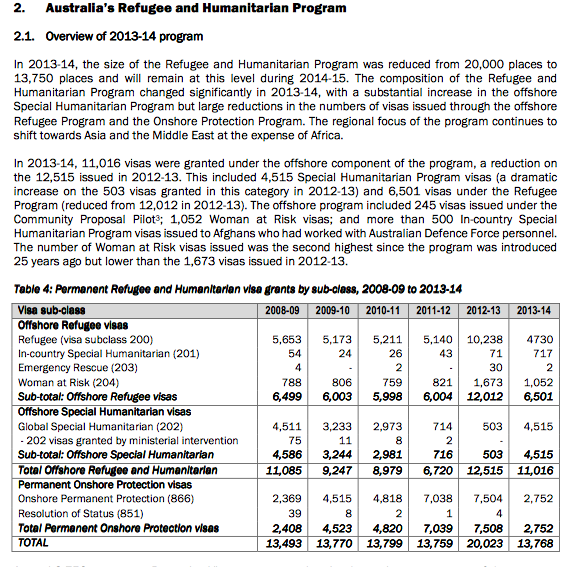 2. Australia's Refugee and Humanitarian Program
2.1. Overview of 2013-14 program
In 2013-14, the size of the Refugee and Humanitarian Program was reduced from 20,000 places to
13,750 places and will remain at this level during 2014-15. The composition of the Refugee and
Humanitarian Program changed significantly in 2013-14, with a substantial increase in the offshore
Special Humanitarian Program but large reductions in the numbers of visas issued through the offshore
Refugee Program and the Onshore Protection Program. The regional focus of the program continues to
shift towards Asia and the Middle East at the expense of Africa.
In 2013-14, 11,016 visas were granted under the offshore component of the program, a reduction on
the 12,515 issued in 2012-13. This included 4,515 Special Humanitarian Program visas (a dramatic
increase on the 503 visas granted in this category in 2012-13) and 6,501 visas under the Refugee
Program (reduced from 12,012 in 2012-13). The offshore program included 245 visas issued under the
Community Proposal Pilot³; 1,052 Woman at Risk visas; and more than 500 In-country Special
Humanitarian Program visas issued to Afghans who had worked with Australian Defence Force personnel.
The number of Woman at Risk visas issued was the second highest since the program was introduced
25 years ago but lower than the 1,673 visas issued in 2012-13.
Table 4: Permanent Refugee and Humanitarian visa grants by sub-class, 2008-09 to 2013-14
Visa sub-class 2008-09 2009-10 2010-11 2011-12 2012-13 2013-14
Offshore Refugee visas
Refugee (visa subclass 200) 5,653 5,173 5,211 5,140 10,238 4730
In-country Special Humanitarian (201) 54 24 26 43 71 717
Emergency Rescue (203) 4 - 2 - 30 2
Woman at Risk (204) 788 806 759 821 1,673 1,052
Sub-total: Offshore Refugee visas 6,499 6,003 5,998 6,004 12,012 6,501
Offshore Special Humanitarian visas
Global Special Humanitarian (202) 4,511 3,233 2,973 714 503 4,515
- 202 visas granted by ministerial intervention 75 11 8 2 -
Sub-total: Offshore Special Humanitarian 4,586 3,244 2,981 716 503 4,515
Total Offshore Refugee and Humanitarian 11,085 9,247 8,979 6,720 12,515 11,016
Permanent Onshore Protection visas
Onshore Permanent Protection (866) 2,369 4,515 4,818 7,038 7,504 2,752
Resolution of Status (851) 39 8 2 1 4
Total Permanent Onshore Protection visas 2,408 4,523 4,820 7,039 7,508 2,752
TOTAL 13,493 13,770 13,799 13,759 20,023 13,768